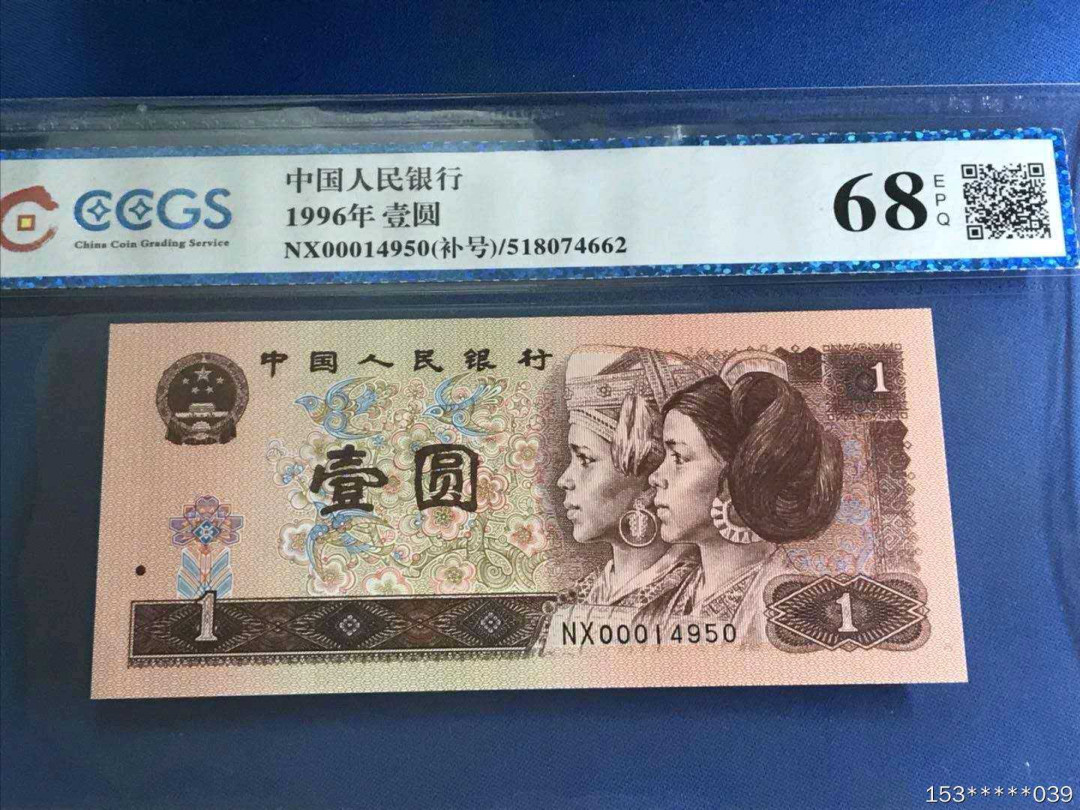 CCGS
China Coin Grading Service
中国人民银行
1996年 壹圆
NX00014950(补号)/518074662
68
EPQ
中国人民银行
1
壹圆
1
NX00014950
1
153*****039